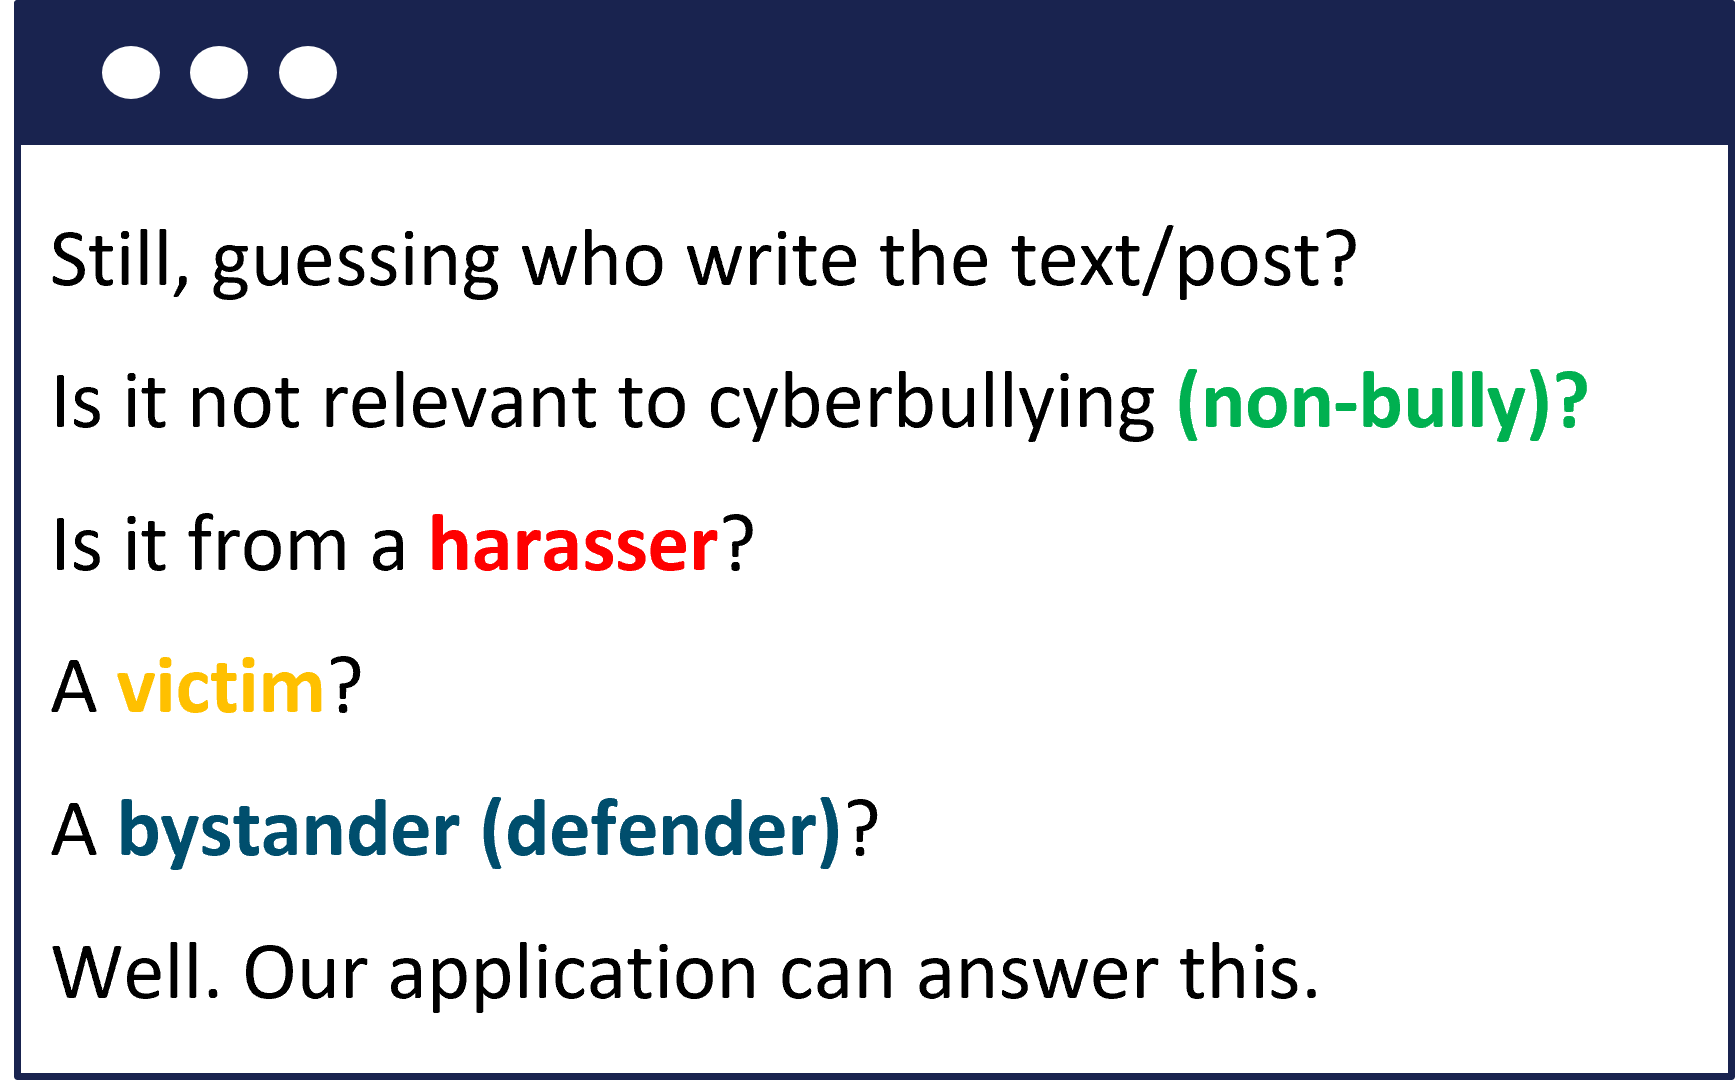 Still, guessing who write the text/post?
Is it not relevant to cyberbullying (non-bully)?
Is it from a harasser?
A victim?
A bystander (defender)?
Well. Our application can answer this.